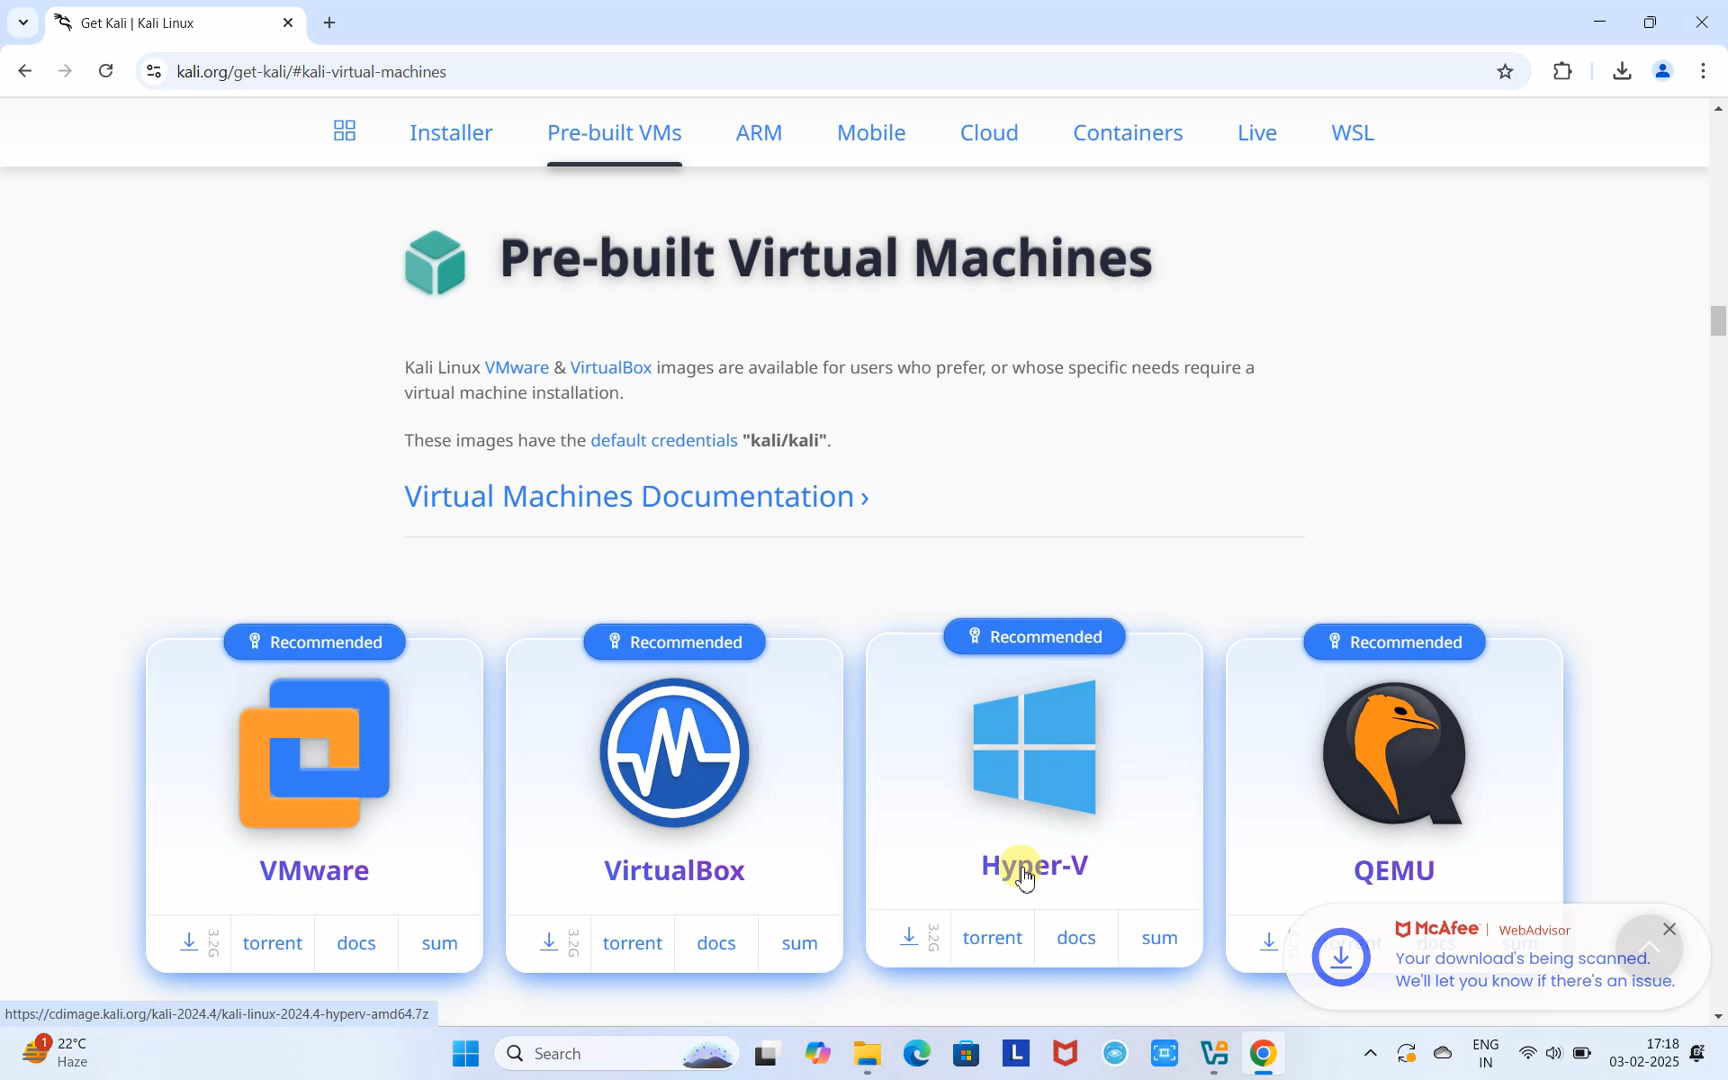 Get Kali | Kali Linux
kali.org/get-kali/#kali-virtual-machines
Installer Pre-built VMs ARM Mobile Cloud Containers Live WSL
Pre-built Virtual Machines
Kali Linux VMware & VirtualBox images are available for users who prefer, or whose specific needs require a
virtual machine installation.
These images have the default credentials "kali/kali".
Virtual Machines Documentation ›
Recommended Recommended Recommended Recommended
VMware VirtualBox Hyper-V QEMU
3.2G torrent docs sum 3.2G torrent docs sum 3.2G torrent docs sum torrent docs sum
McAfee | WebAdvisor
Your download's being scanned.
We'll let you know if there's an issue.
https://cdimage.kali.org/kali-2024.4/kali-linux-2024.4-hyperv-amd64.7z
1 22°C
Haze
Search
L
ENG
IN
17:18
03-02-2025